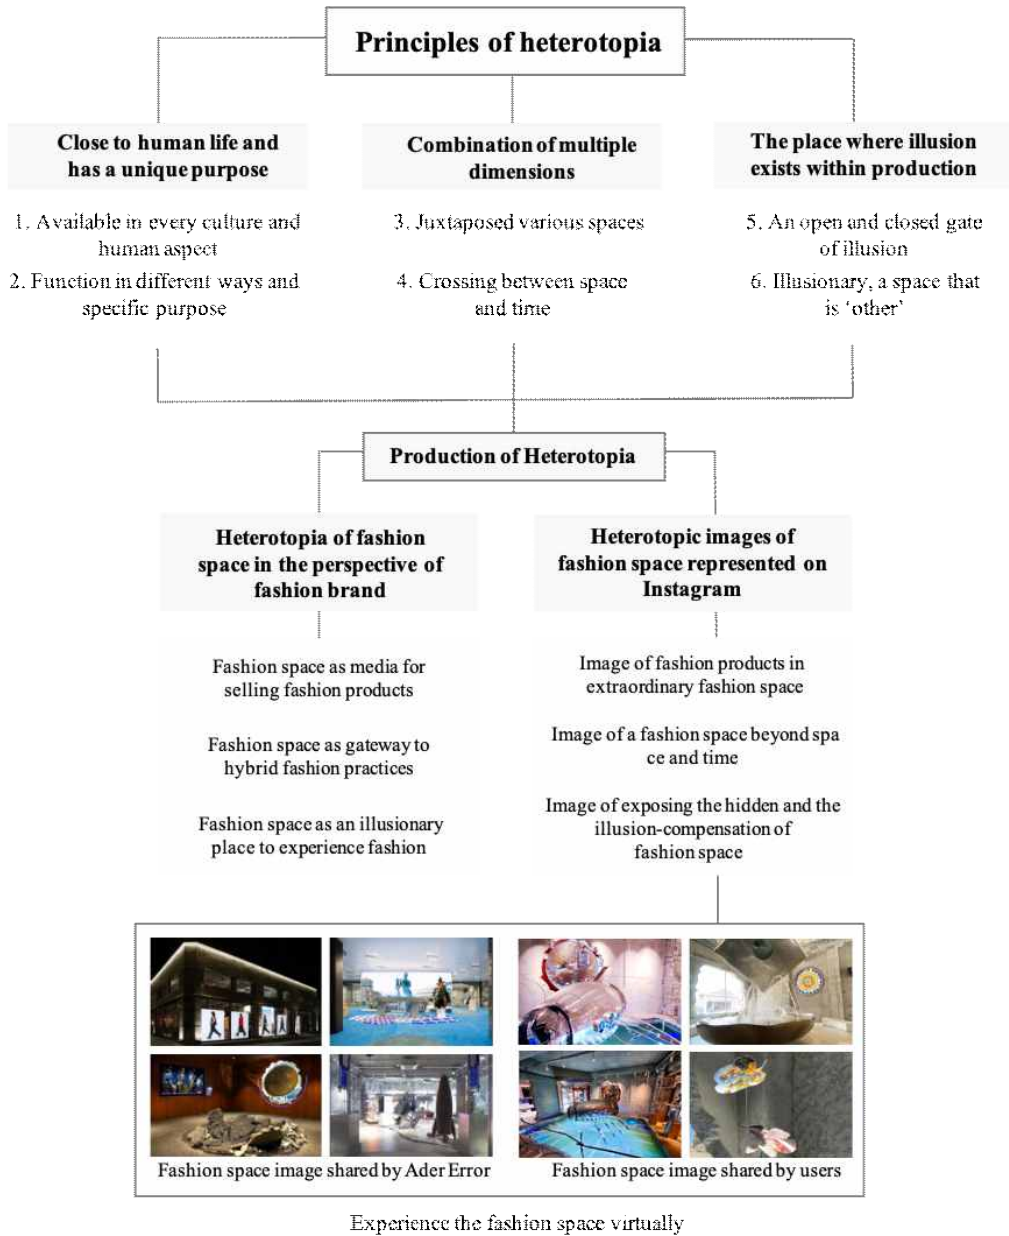 Principles of heterotopia
Close to human life and
has a unique purpose
1. Available in every culture and
human aspect
2. Function in different ways and
specific purpose
Combination of multiple
dimensions
3. Juxtaposed various spaces
4. Crossing between space
and time
The place where illusion
exists within production
5. An open and closed gate
of illusion
6. Illusionary, a space that
is ‘other’
Production of Heterotopia
Heterotopia of fashion
space in the perspective of
fashion brand
Fashion space as media for
selling fashion products
Fashion space as gateway to
hybrid fashion practices
Fashion space as an illusionary
place to experience fashion
Heterotopic images of
fashion space represented on
Instagram
Image of fashion products in
extraordinary fashion space
Image of a fashion space beyond spa
ce and time
Image of exposing the hidden and the
illusion-compensation of
fashion space
Fashion space image shared by Ader Error
Fashion space image shared by users
Experience the fashion space virtually